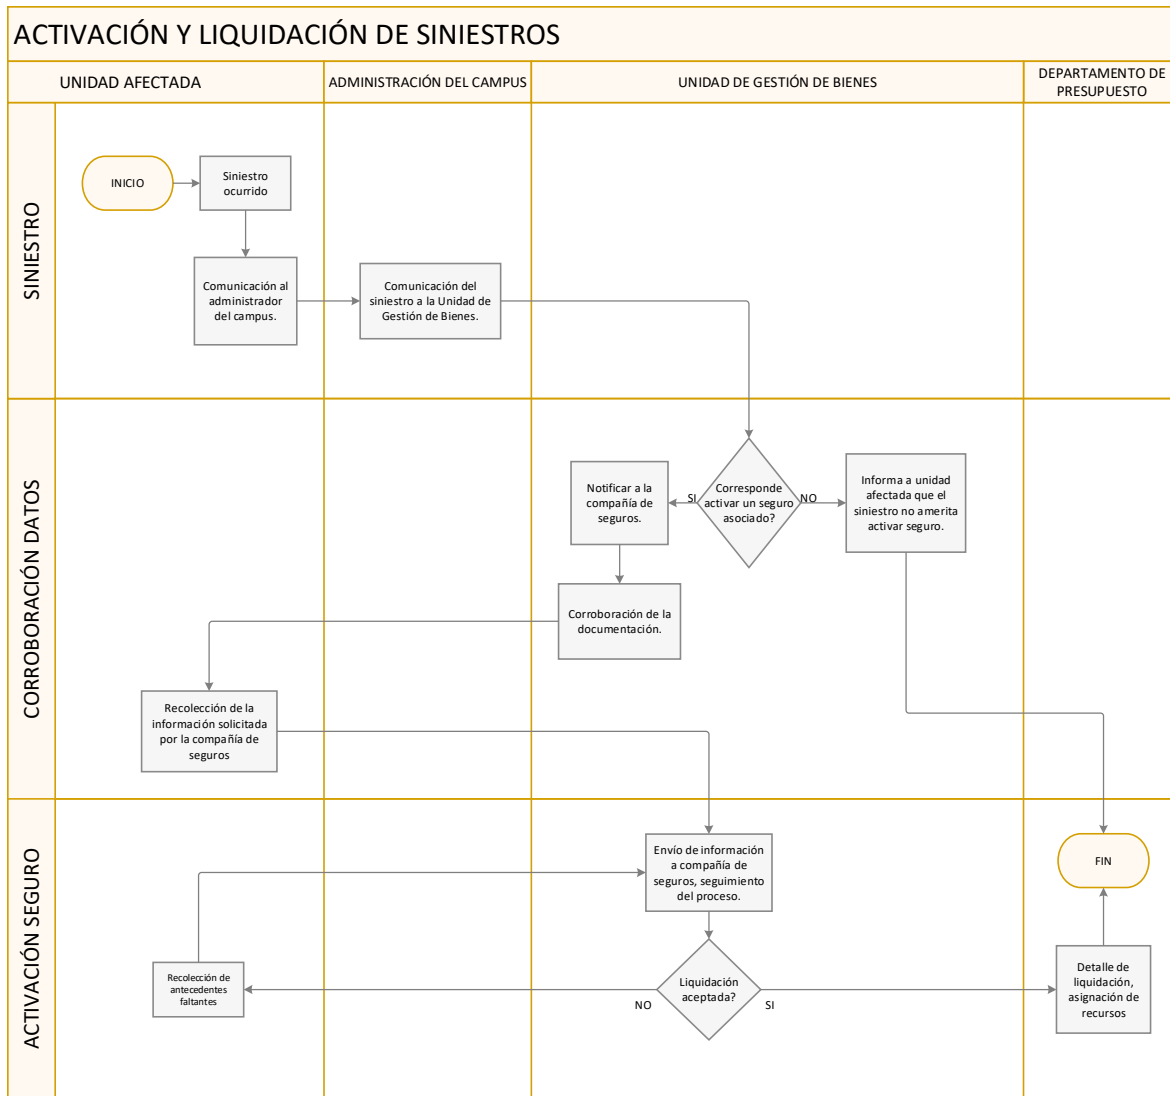 ACTIVACIÓN Y LIQUIDACIÓN DE SINIESTROS
UNIDAD AFECTADA
ADMINISTRACIÓN DEL CAMPUS
UNIDAD DE GESTIÓN DE BIENES
DEPARTAMENTO DE
PRESUPUESTO
SINIESTRO
INICIO
Siniestro
ocurrido
Comunicación al
administrador
del campus.
Comunicación del
siniestro a la Unidad de
Gestión de Bienes.
CORROBORACIÓN DATOS
Notificar a la
compañía de
seguros.
SI
Corresponde
activar un seguro
asociado?
NO
Informa a unidad
afectada que el
siniestro no amerita
activar seguro.
Corroboración de la
documentación.
Recolección de la
información solicitada
por la compañía de
seguros
ACTIVACIÓN SEGURO
Envío de información
a compañía de
seguros, seguimiento
del proceso.
FIN
Recolección de
antecedentes
faltantes
NO
Liquidación
aceptada?
SI
Detalle de
liquidación,
asignación de
recursos